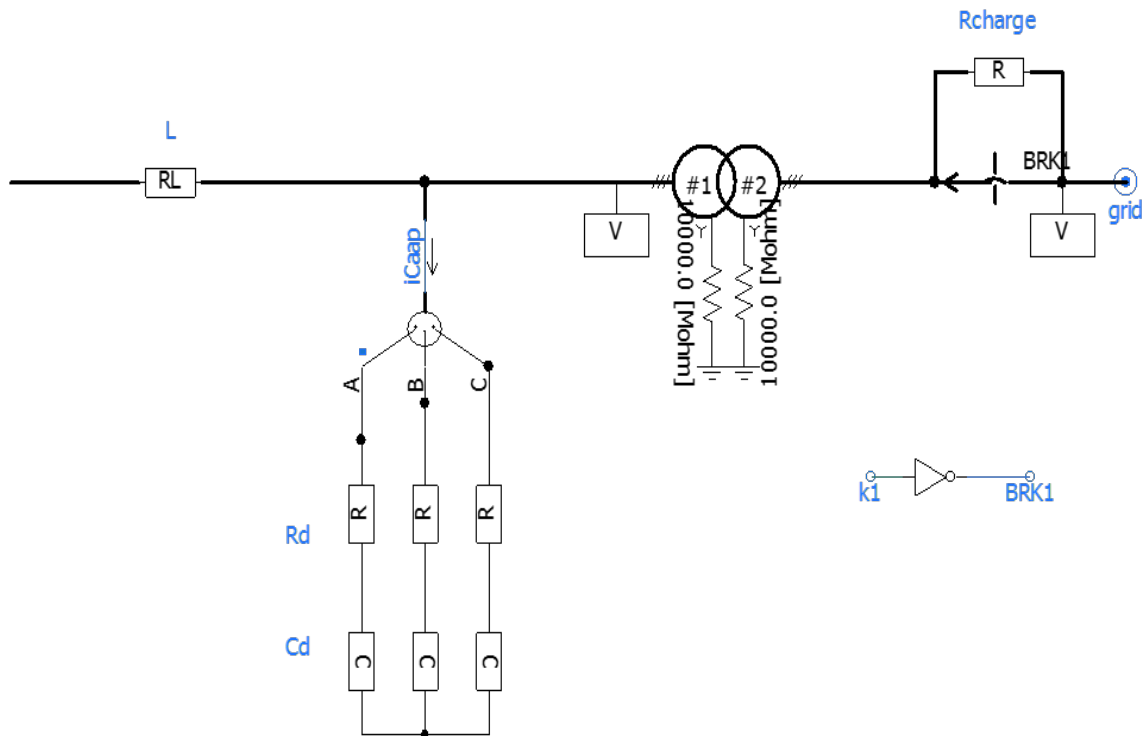 Rcharge
R
L
RL
BRK1
#1
#2
grid
V
V
Y
Y
10000.0 [Mohm]
10000.0 [Mohm]
iCaap
A
B
C
k1
BRK1
Rd
R
R
R
Cd
C
C
C